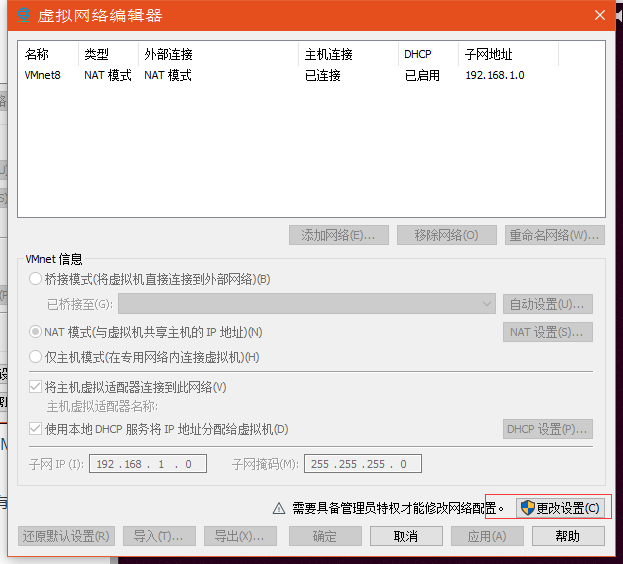 虚拟网络编辑器
名称 类型 外部连接 主机连接 DHCP 子网地址
VMnet8 NAT 模式 NAT 模式 已连接 已启用 192.168.1.0
添加网络(E)... 移除网络(O) 重命名网络(W)...
VMnet 信息
桥接模式(将虚拟机直接连接到外部网络)(B)
已桥接至(G): 自动设置(U)...
NAT 模式(与虚拟机共享主机的 IP 地址)(N) NAT 设置(S)...
仅主机模式(在专用网络内连接虚拟机)(H)
将主机虚拟适配器连接到此网络(V)
主机虚拟适配器名称:
使用本地 DHCP 服务将 IP 地址分配给虚拟机(D) DHCP 设置(P)...
子网 IP (I): 192 . 168 . 1 . 0 子网掩码(M): 255 . 255 . 255 . 0
需要具备管理员特权才能修改网络配置。 更改设置(C)
还原默认设置(R) 导入(T)... 导出(X)... 确定 取消 应用(A) 帮助